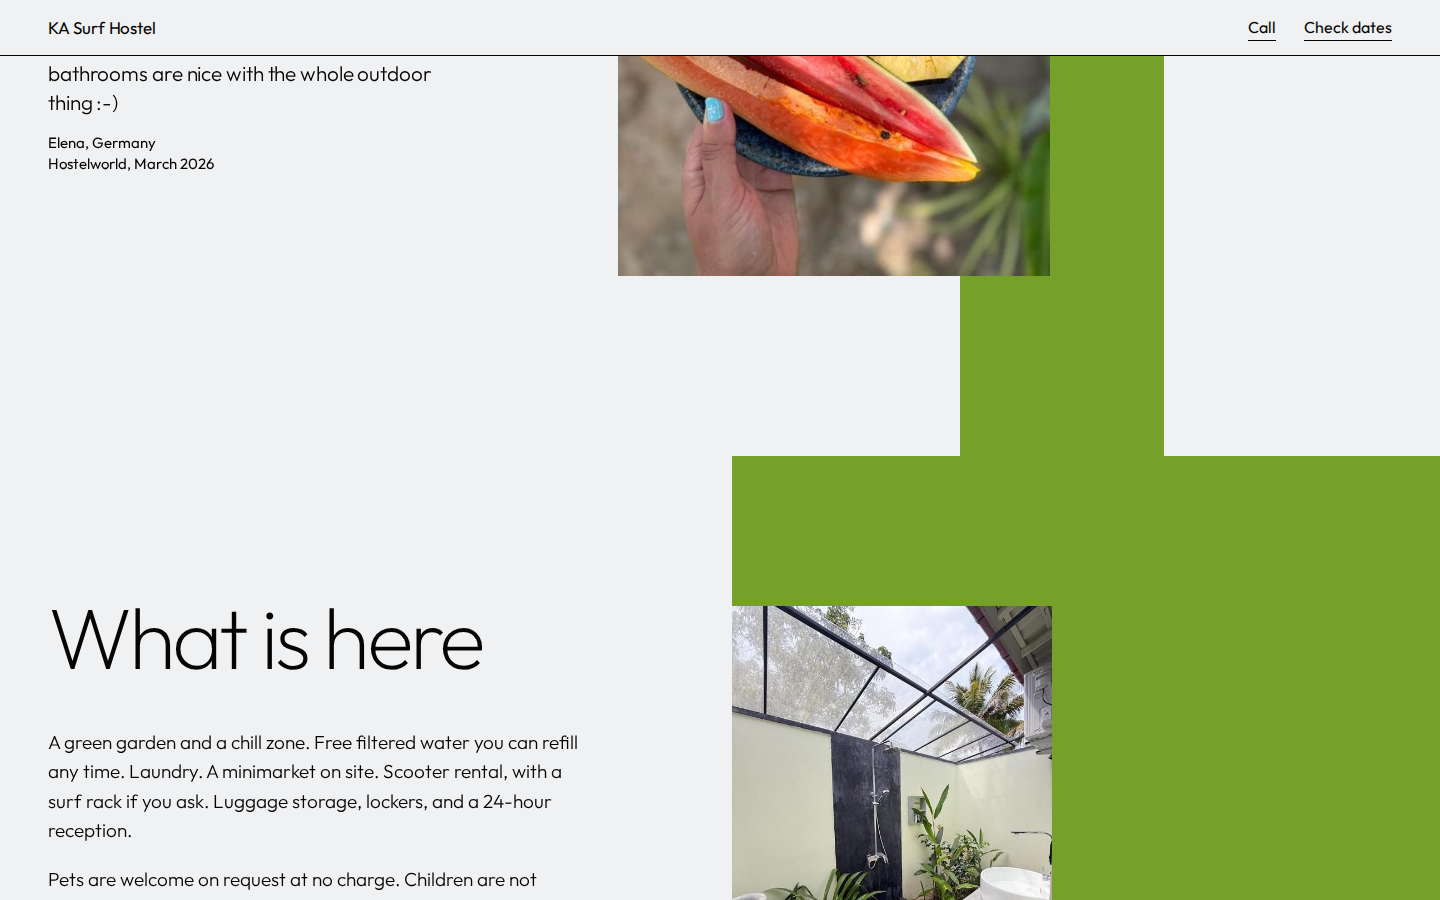 KA Surf Hostel
Call
Check dates
bathrooms are nice with the whole outdoor
thing :-)
Elena, Germany
Hostelworld, March 2026
What is here
A green garden and a chill zone. Free filtered water you can refill
any time. Laundry. A minimarket on site. Scooter rental, with a
surf rack if you ask. Luggage storage, lockers, and a 24-hour
reception.
Pets are welcome on request at no charge. Children are not